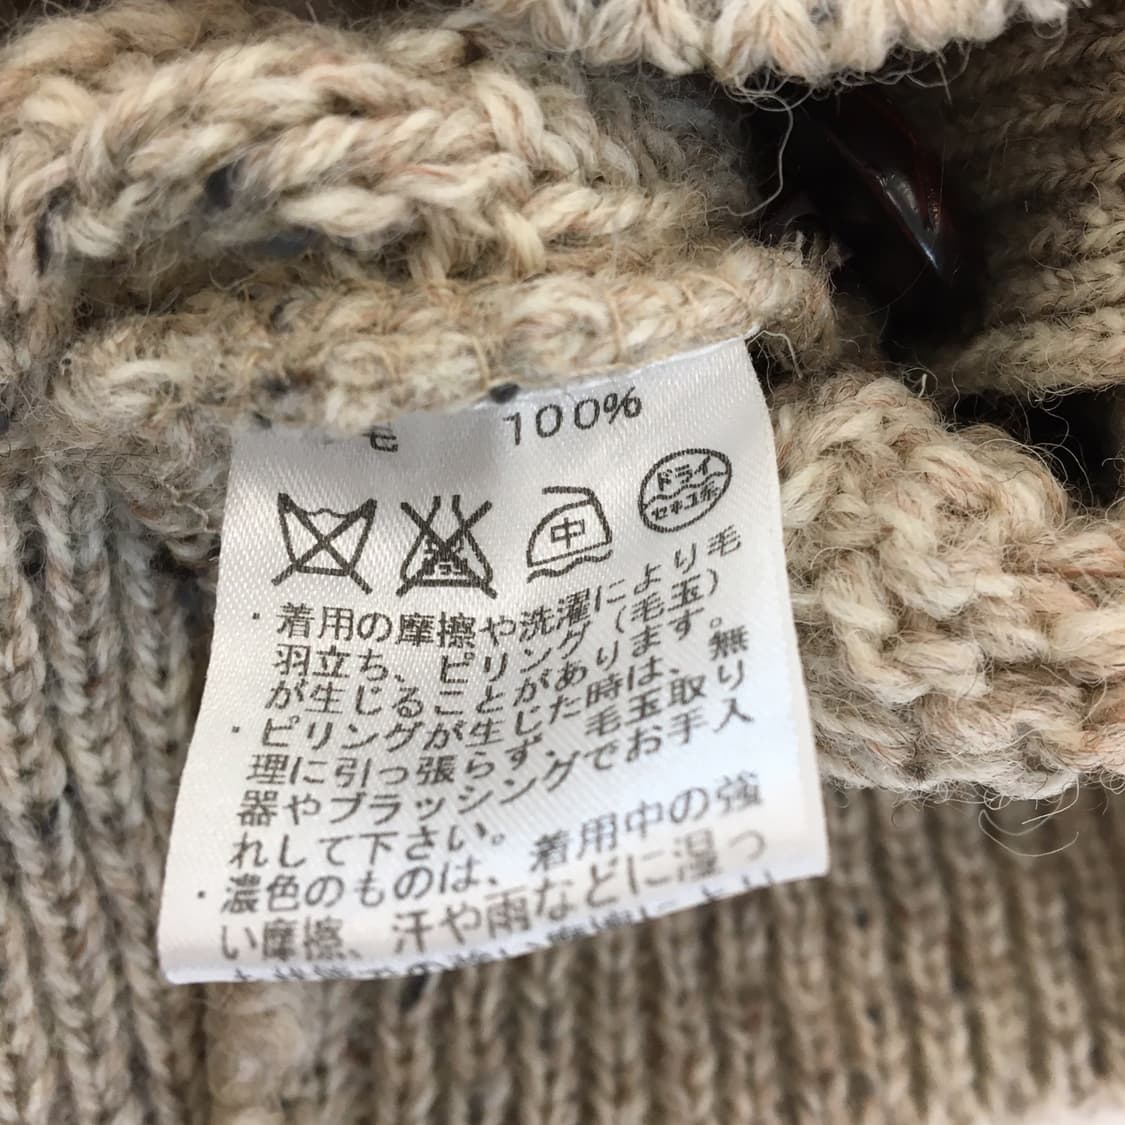 毛 100%
中
ドライ
セキユ系
・着用の摩擦や洗濯により毛
羽立ち、ピリング（毛玉）
が生じることがあります。
・ピリングが生じた時は、無
理に引っ張らず、毛玉取り
器やブラッシングでお手入
れして下さい。
・濃色のものは、着用中の強
い摩擦、汗や雨などに湿っ